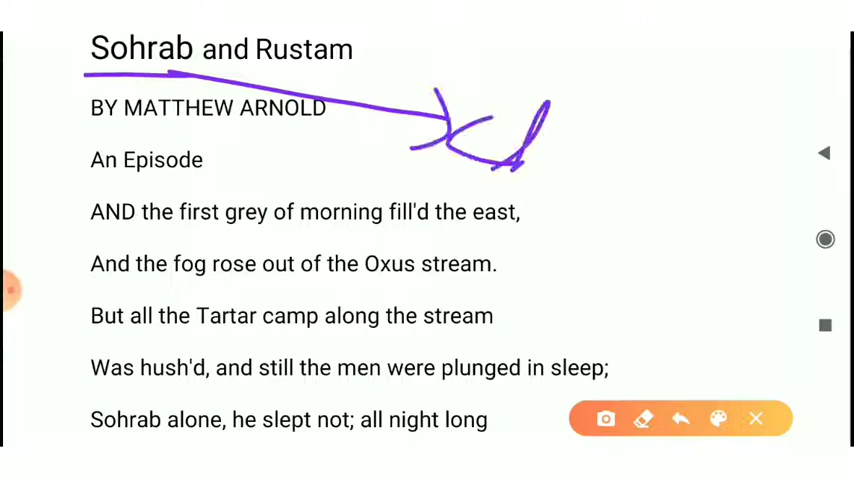 Sohrab and Rustam
BY MATTHEW ARNOLD
An Episode
AND the first grey of morning fill'd the east,
And the fog rose out of the Oxus stream.
But all the Tartar camp along the stream
Was hush'd, and still the men were plunged in sleep;
Sohrab alone, he slept not; all night long